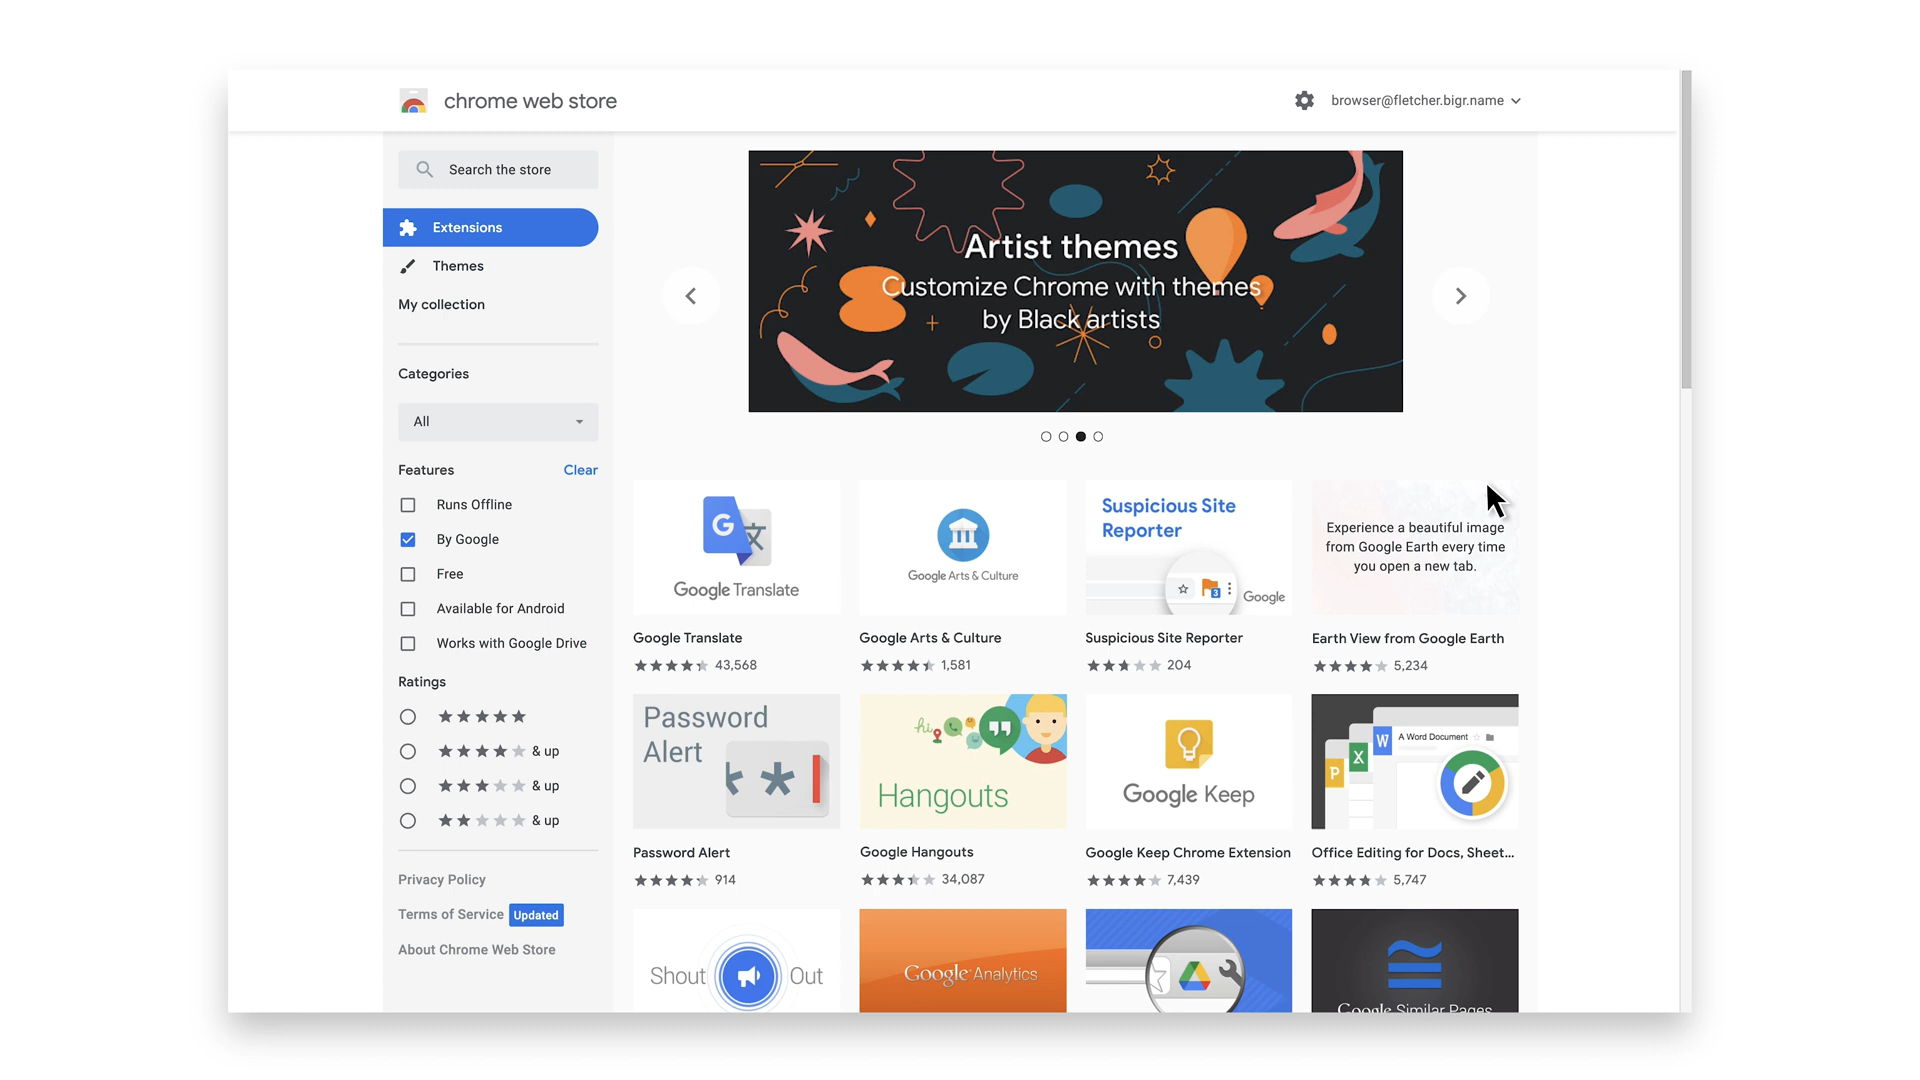 chrome web store
browser@fletcher.bigr.name
Search the store
Extensions
Themes
My collection
Categories
All
Features
Clear
Runs Offline
By Google
Free
Available for Android
Works with Google Drive
Ratings
& up
& up
& up
Privacy Policy
Terms of Service Updated
About Chrome Web Store
Artist themes
Customize Chrome with themes
by Black artists
G
文
Google Translate
Google Translate
43,568
Google Arts & Culture
Google Arts & Culture
1,581
Suspicious Site
Reporter
3
Google
Suspicious Site Reporter
204
Experience a beautiful image
from Google Earth every time
you open a new tab.
Earth View from Google Earth
5,234
Password
Alert
**
Password Alert
914
hi
Hangouts
Google Hangouts
34,087
Google Keep
Google Keep Chrome Extension
7,439
P
X
W
A Word Document
Office Editing for Docs, Sheet...
5,747
Shout Out
Google Analytics
Google Similar Pages